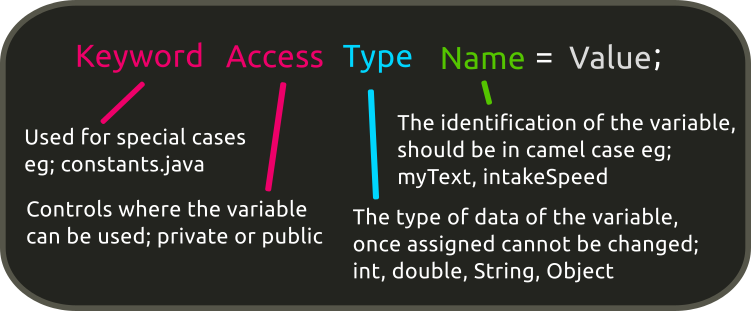 Keyword Access Type Name = Value;
Used for special cases
eg; constants.java
Controls where the variable
can be used; private or public
The identification of the variable,
should be in camel case eg;
myText, intakeSpeed
The type of data of the variable,
once assigned cannot be changed;
int, double, String, Object